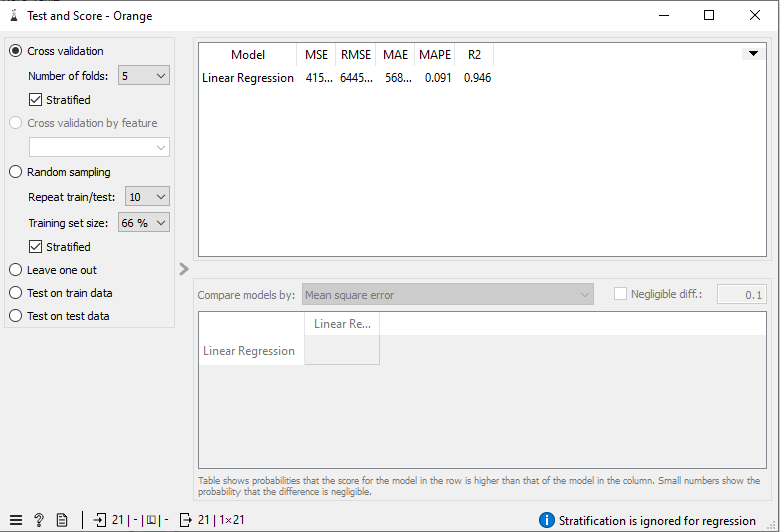 Test and Score - Orange
Cross validation
Number of folds: 5
Stratified
Cross validation by feature
Random sampling
Repeat train/test: 10
Training set size: 66 %
Stratified
Leave one out
Test on train data
Test on test data
Model MSE RMSE MAE MAPE R2
Linear Regression 415... 6445... 568... 0.091 0.946
Compare models by: Mean square error Negligible diff.: 0.1
Linear Re...
Linear Regression
Table shows probabilities that the score for the model in the row is higher than that of the model in the column. Small numbers show the
probability that the difference is negligible.
21 | - | - 21 | 1×21
Stratification is ignored for regression